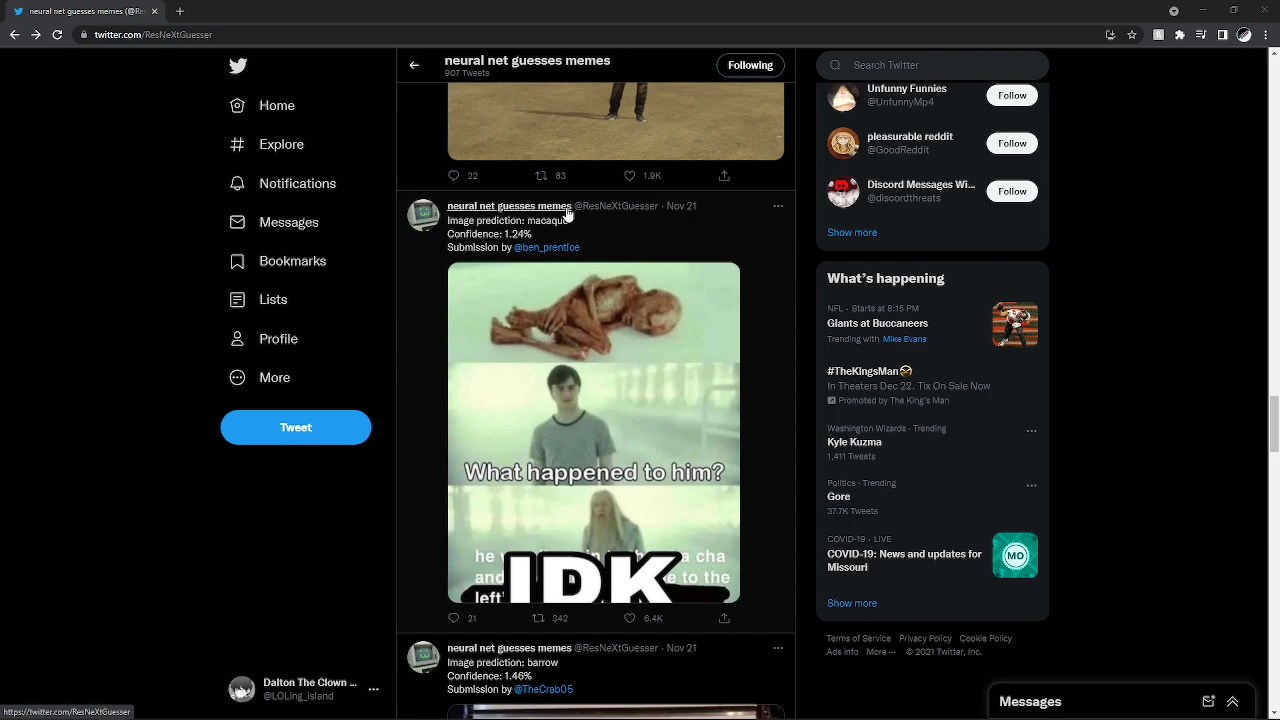 neural net guesses memes (@Res
twitter.com/ResNeXtGuesser
Home
Explore
Notifications
Messages
Bookmarks
Lists
Profile
More
Tweet
Dalton The Clown ...
@LOLing_island
https://twitter.com/ResNeXtGuesser
neural net guesses memes
907 Tweets
Following
22
83
1.9K
neural net guesses memes @ResNeXtGuesser · Nov 21
Image prediction: macaque
Confidence: 1.24%
Submission by @ben_prentice
What happened to him?
and
IDK
e to the
left
21
342
6.4K
neural net guesses memes @ResNeXtGuesser · Nov 21
Image prediction: barrow
Confidence: 1.46%
Submission by @TheCrab05
Search Twitter
Unfunny Funnies
@UnfunnyMp4
Follow
pleasurable reddit
@GoodReddIt
Follow
Discord Messages Wi...
@discordthreats
Follow
Show more
What's happening
NFL · Starts at 8:15 PM
Giants at Buccaneers
Trending with Mike Evans
#TheKingsMan
In Theaters Dec 22, Tix On Sale Now
Promoted by The King's Man
Washington Wizards · Trending
Kyle Kuzma
1,411 Tweets
Politics · Trending
Gore
37.7K Tweets
COVID-19 · LIVE
COVID-19: News and updates for
Missouri
MO
Show more
Terms of Service Privacy Policy Cookie Policy
Ads info More ··· © 2021 Twitter, Inc.
Messages